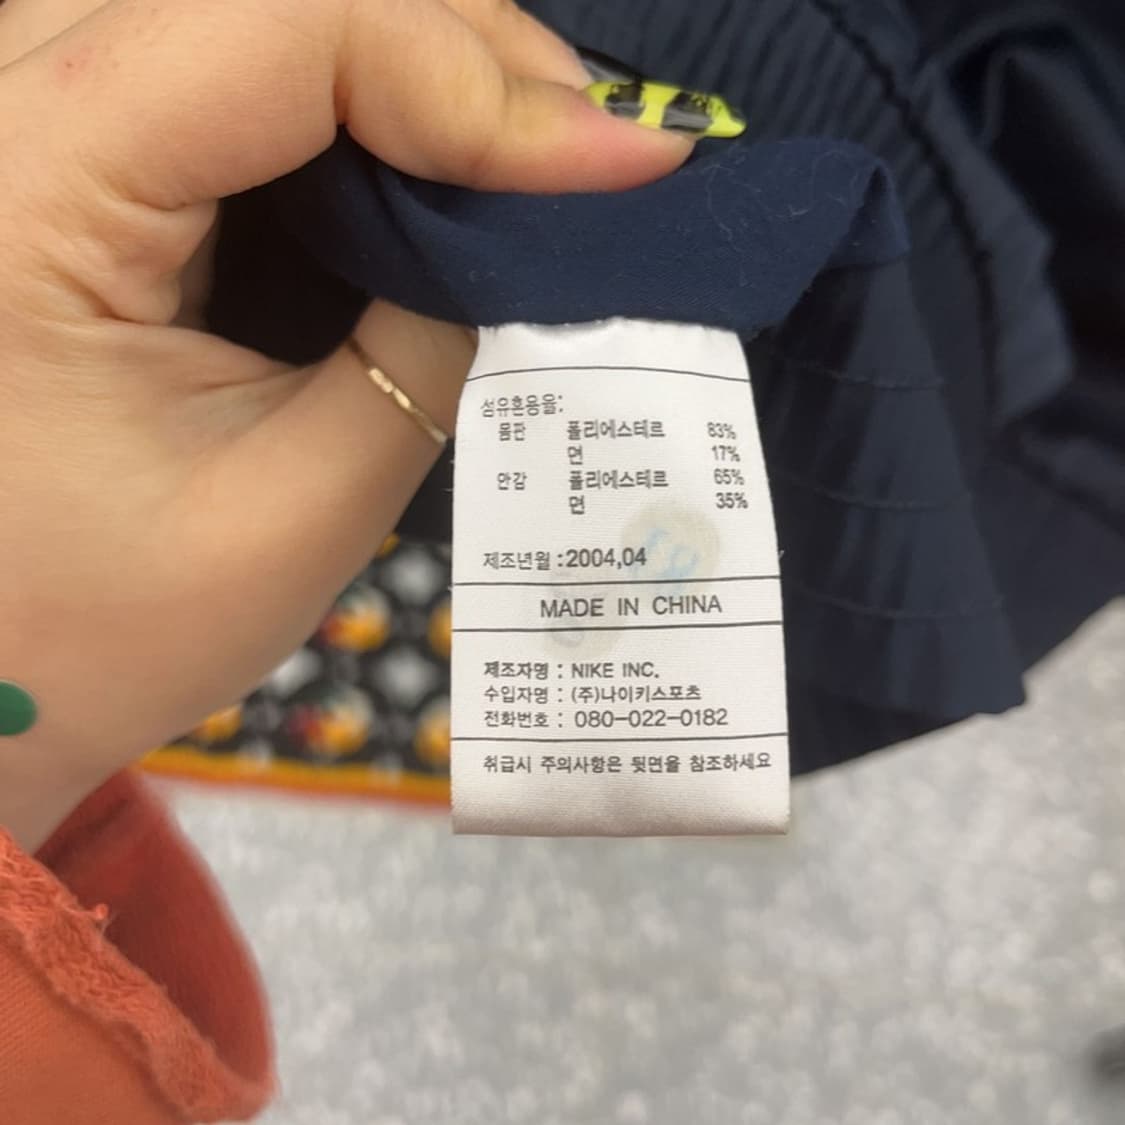 섬유혼용율:
몸판 폴리에스테르 83%
면 17%
안감 폴리에스테르 65%
면 35%
제조년월 : 2004,04
MADE IN CHINA
제조자명 : NIKE INC.
수입자명 : (주)나이키스포츠
전화번호 : 080-022-0182
취급시 주의사항은 뒷면을 참조하세요